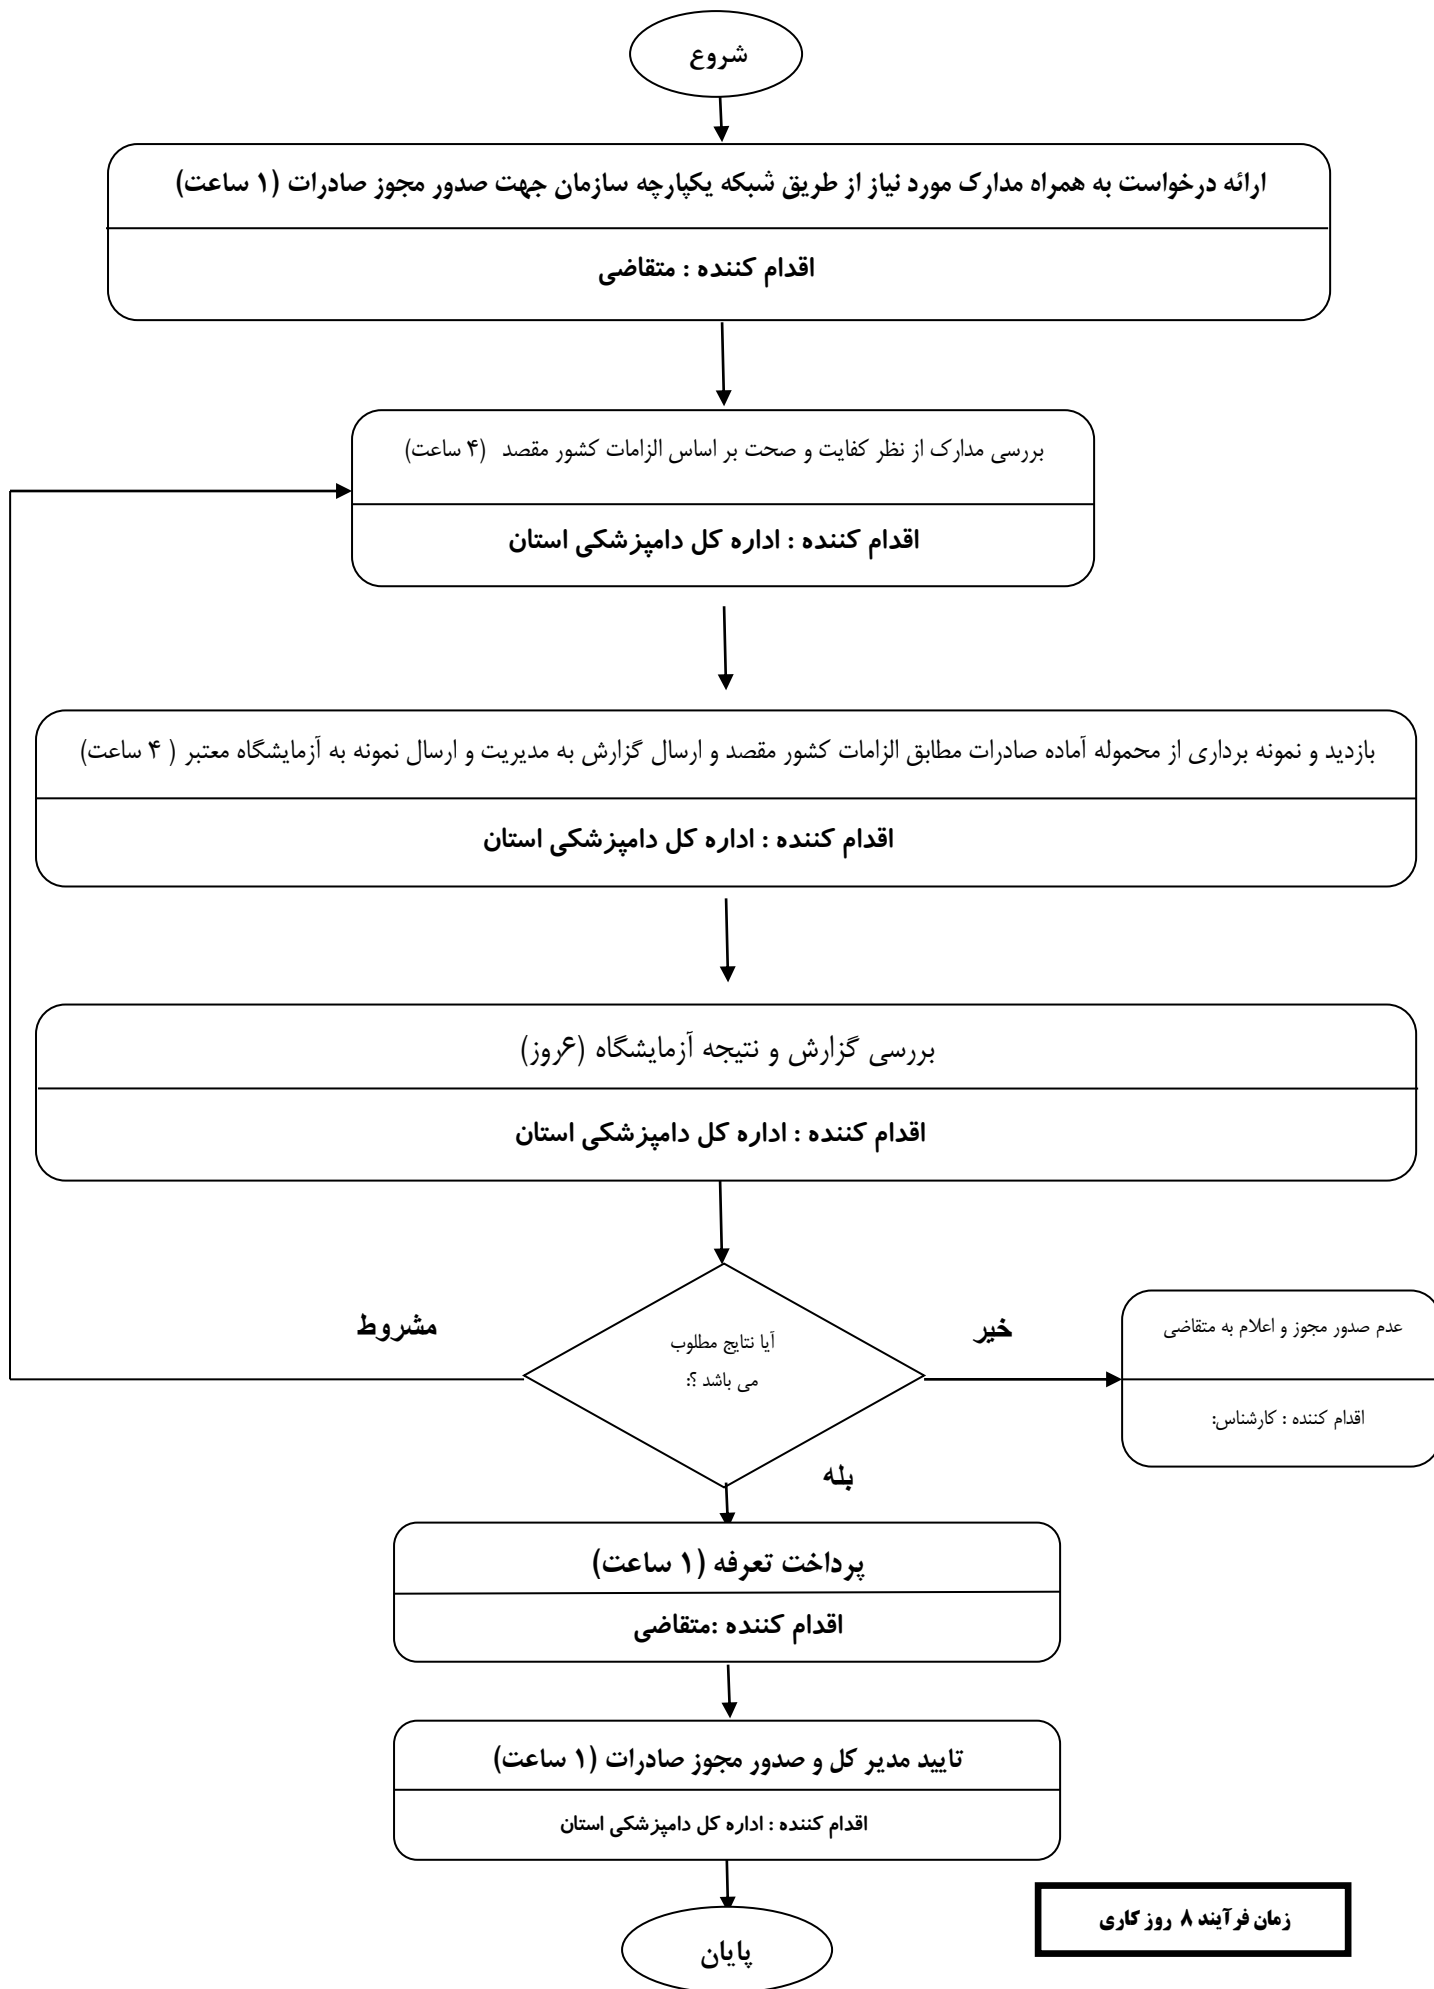 شروع
ارائه درخواست به همراه مدارک مورد نیاز از طریق شبکه یکپارچه سازمان جهت صدور مجوز صادرات (۱ ساعت)
اقدام کننده : متقاضی
بررسی مدارک از نظر کفایت و صحت بر اساس الزامات کشور مقصد (۴ ساعت)
اقدام کننده : اداره کل دامپزشکی استان
بازدید و نمونه برداری از محموله آماده صادرات مطابق الزامات کشور مقصد و ارسال گزارش به مدیریت و ارسال نمونه به آزمایشگاه معتبر ( ۴ ساعت)
اقدام کننده : اداره کل دامپزشکی استان
بررسی گزارش و نتیجه آزمایشگاه (۶روز)
اقدام کننده : اداره کل دامپزشکی استان
خیر
مشروط
آیا نتایج مطلوب
می باشد ؟:
عدم صدور مجوز و اعلام به متقاضی
اقدام کننده : کارشناس:
بله
پرداخت تعرفه (۱ ساعت)
اقدام کننده :متقاضی
تایید مدیر کل و صدور مجوز صادرات (۱ ساعت)
اقدام کننده : اداره کل دامپزشکی استان
زمان فرآیند ۸ روز کاری
پایان